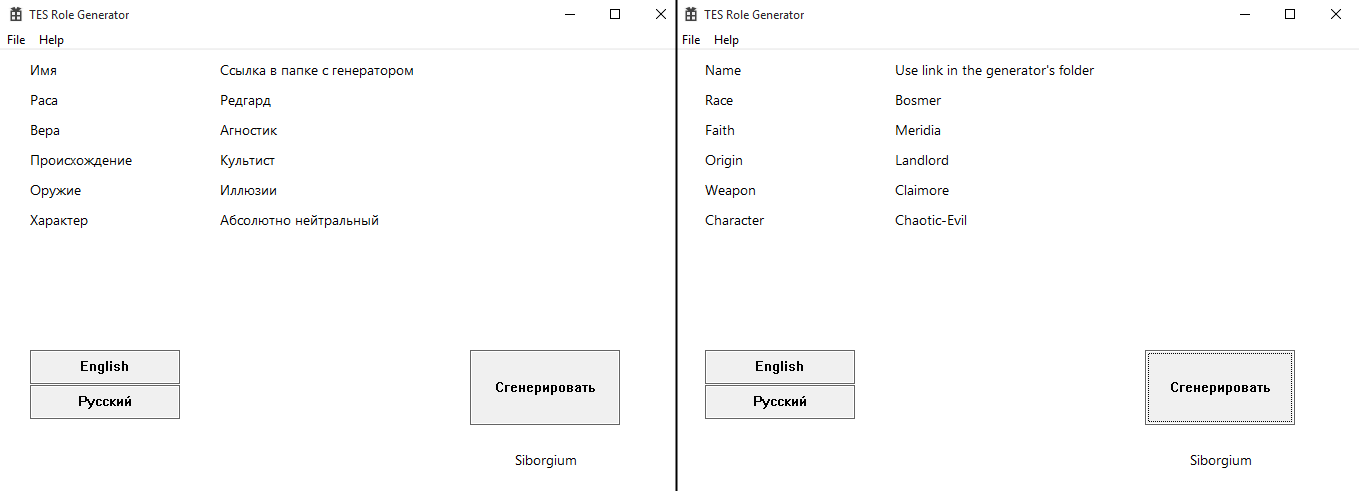 TES Role Generator
File Help
Имя Ссылка в папке с генератором
Раса Редгард
Вера Агностик
Происхождение Культист
Оружие Иллюзии
Характер Абсолютно нейтральный
English
Русский
Сгенерировать
Siborgium
TES Role Generator
File Help
Name Use link in the generator's folder
Race Bosmer
Faith Meridia
Origin Landlord
Weapon Claimore
Character Chaotic-Evil
English
Русский
Сгенерировать
Siborgium